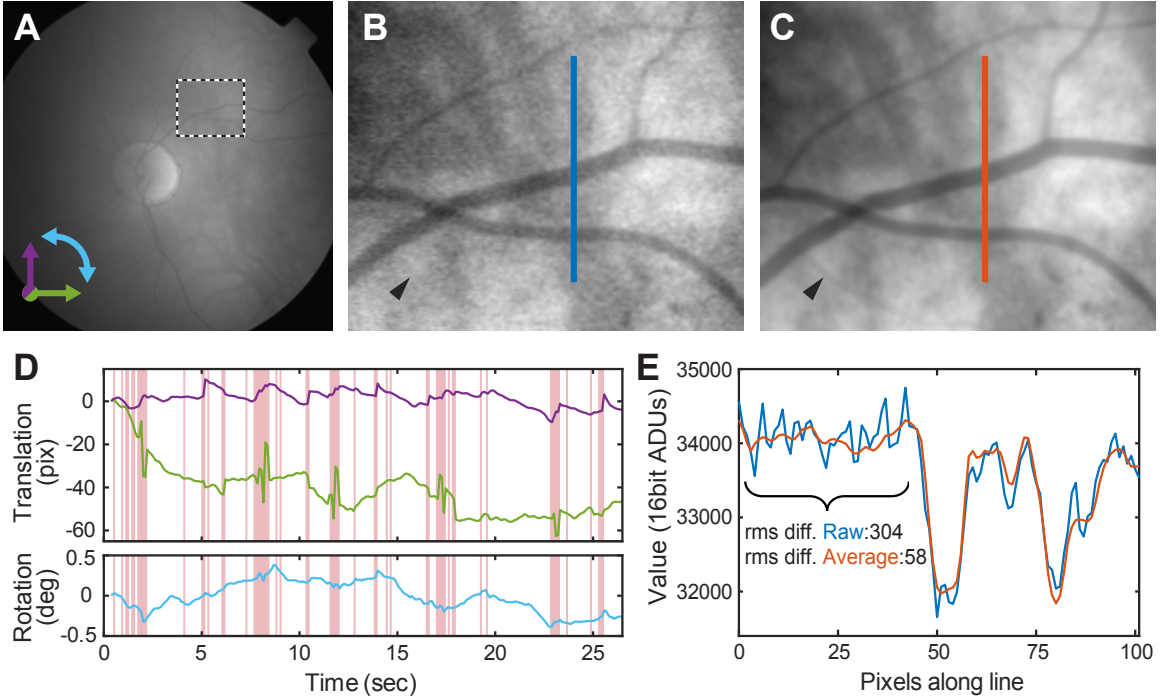 A
B
C
D
0
-20
-40
-60
Translation
(pix)
0.5
0
-0.5
Rotation
(deg)
0
5
10
15
20
25
Time (sec)
E
35000
34000
33000
32000
Value (16bit ADUs)
rms diff. Raw:304
rms diff. Average:58
0
25
50
75
100
Pixels along line